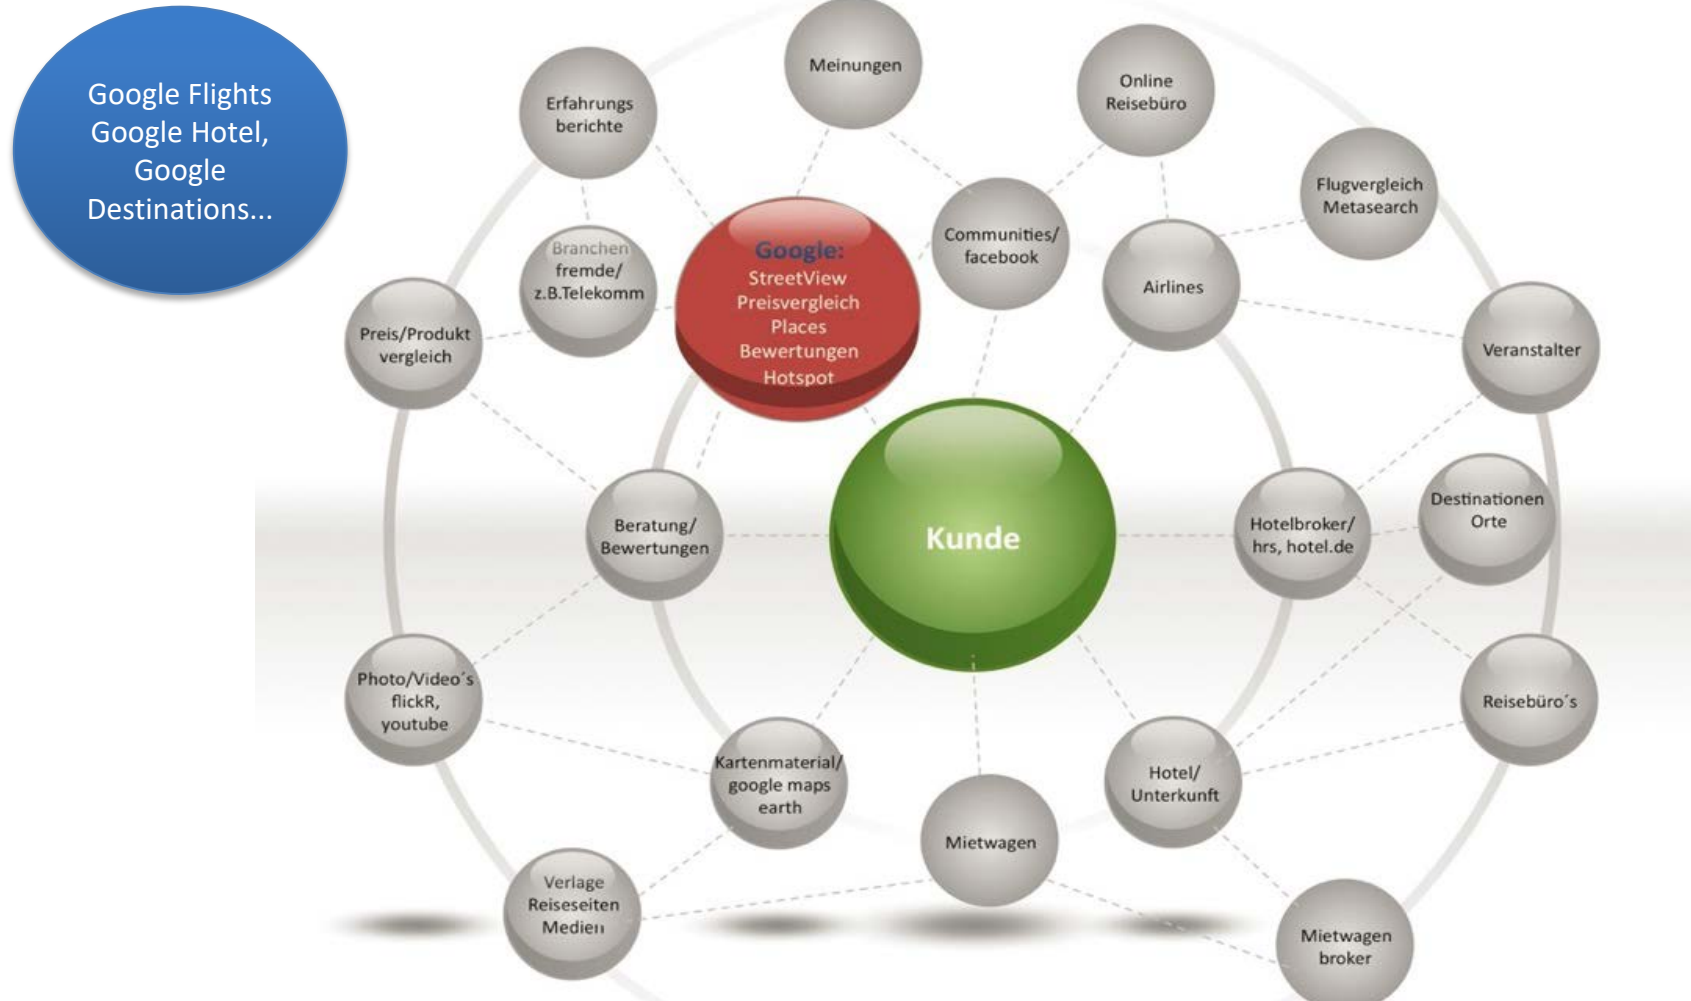 Google Flights
Google Hotel,
Google
Destinations...
Meinungen
Online
Reisebüro
Erfahrungs
berichte
Flugvergleich
Metasearch
Communities/
facebook
Branchen
fremde/
z.B.Telekomm
Google:
StreetView
Preisvergleich
Places
Bewertungen
Hotspot
Airlines
Preis/Produkt
vergleich
Veranstalter
Destinationen
Orte
Beratung/
Bewertungen
Kunde
Hotelbroker/
hrs, hotel.de
Photo/Video´s
flickR,
youtube
Reisebüro´s
Kartenmaterial/
google maps
earth
Hotel/
Unterkunft
Mietwagen
Verlage
Reiseseiten
Medien
Mietwagen
broker